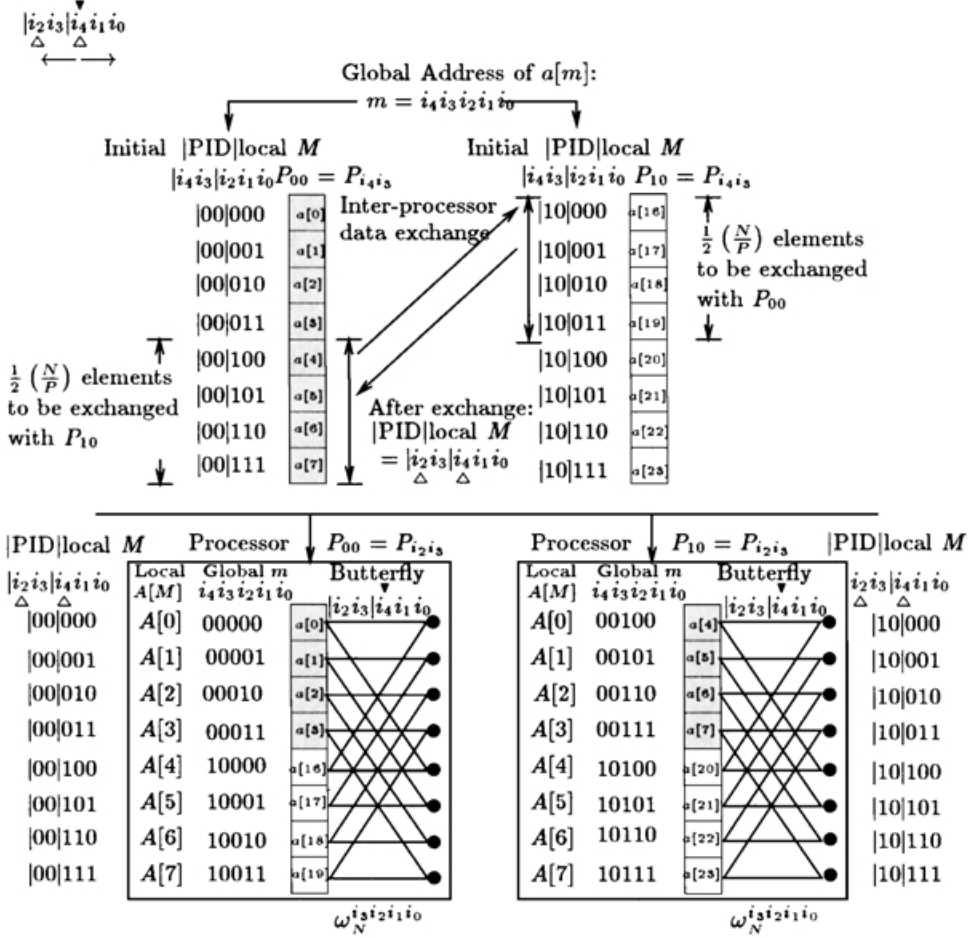 |i₂i₃|i₄i₁i₀
Global Address of a[m]:
m = i₄i₃i₂i₁i₀
Initial |PID|local M
|i₄i₃|i₂i₁i₀ P₀₀ = P_{i₄i₃}
|00|000 a[0]
|00|001 a[1]
|00|010 a[2]
|00|011 a[3]
|00|100 a[4]
|00|101 a[5]
|00|110 a[6]
|00|111 a[7]
½ (N/P) elements
to be exchanged
with P₁₀
Inter-processor
data exchange
After exchange:
|PID|local M
= |i₂i₃|i₄i₁i₀
Initial |PID|local M
|i₄i₃|i₂i₁i₀ P₁₀ = P_{i₄i₃}
|10|000 a[16]
|10|001 a[17]
|10|010 a[18]
|10|011 a[19]
|10|100 a[20]
|10|101 a[21]
|10|110 a[22]
|10|111 a[23]
½ (N/P) elements
to be exchanged
with P₀₀
|PID|local M
|i₂i₃|i₄i₁i₀
|00|000
|00|001
|00|010
|00|011
|00|100
|00|101
|00|110
|00|111
Processor P₀₀ = P_{i₂i₃}
Local Global m Butterfly
A[M] i₄i₃i₂i₁i₀ |i₂i₃|i₄i₁i₀
A[0] 00000 a[0]
A[1] 00001 a[1]
A[2] 00010 a[2]
A[3] 00011 a[3]
A[4] 10000 a[16]
A[5] 10001 a[17]
A[6] 10010 a[18]
A[7] 10011 a[19]
ω_N^{i₃i₂i₁i₀}
Processor P₁₀ = P_{i₂i₃}
Local Global m Butterfly
A[M] i₄i₃i₂i₁i₀ |i₂i₃|i₄i₁i₀
A[0] 00100 a[4]
A[1] 00101 a[5]
A[2] 00110 a[6]
A[3] 00111 a[7]
A[4] 10100 a[20]
A[5] 10101 a[21]
A[6] 10110 a[22]
A[7] 10111 a[23]
ω_N^{i₃i₂i₁i₀}
|PID|local M
i₂i₃|i₄i₁i₀
|10|000
|10|001
|10|010
|10|011
|10|100
|10|101
|10|110
|10|111